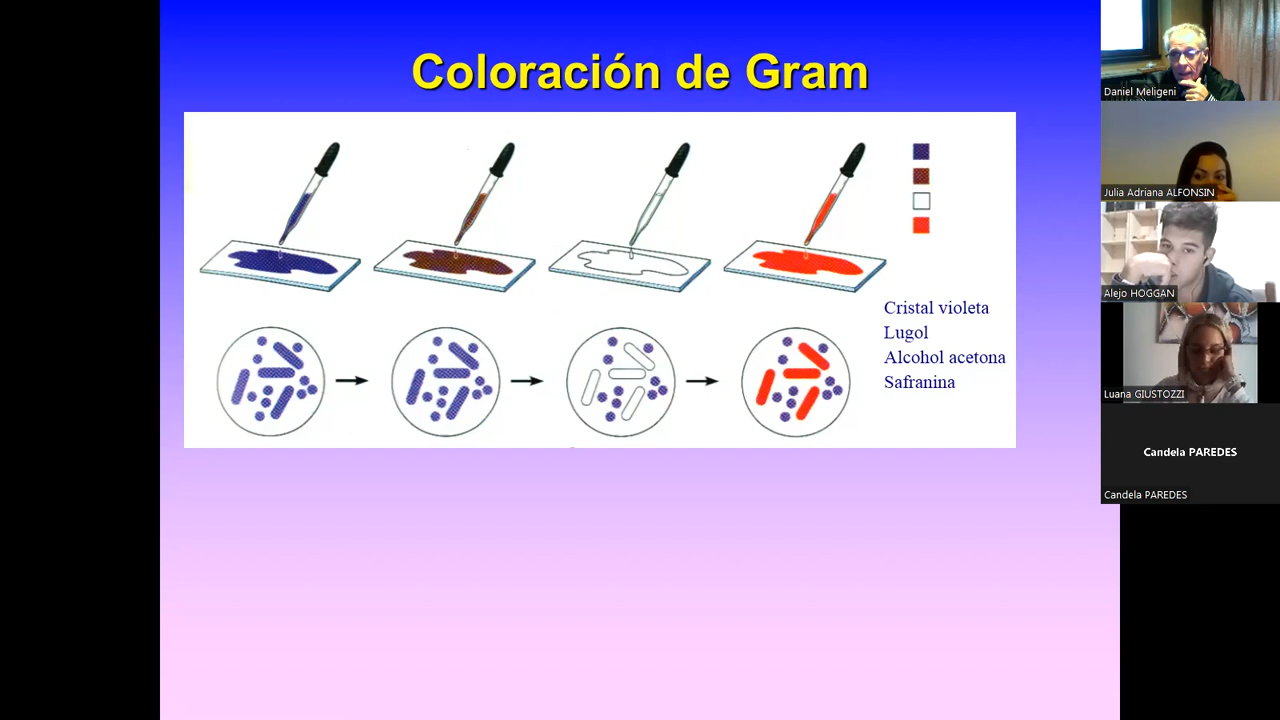 Coloración de Gram
Cristal violeta
Lugol
Alcohol acetona
Safranina
Daniel Meligeni
Julia Adriana ALFONSIN
Alejo HOGGAN
Luana GIUSTOZZI
Candela PAREDES
Candela PAREDES